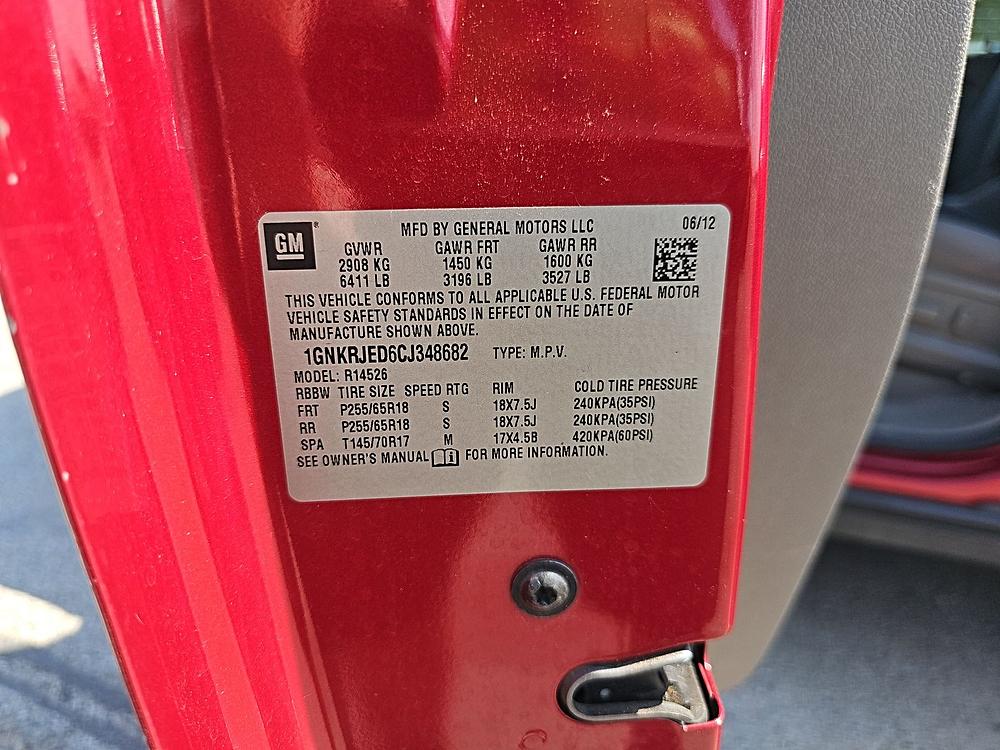 GM
MFD BY GENERAL MOTORS LLC 06/12
GVWR GAWR FRT GAWR RR
2908 KG 1450 KG 1600 KG
6411 LB 3196 LB 3527 LB
THIS VEHICLE CONFORMS TO ALL APPLICABLE U.S. FEDERAL MOTOR
VEHICLE SAFETY STANDARDS IN EFFECT ON THE DATE OF
MANUFACTURE SHOWN ABOVE.
1GNKRJED6CJ348682 TYPE: M.P.V.
MODEL: R14526
RBBW TIRE SIZE SPEED RTG RIM COLD TIRE PRESSURE
FRT P255/65R18 S 18X7.5J 240KPA(35PSI)
RR P255/65R18 S 18X7.5J 240KPA(35PSI)
SPA T145/70R17 M 17X4.5B 420KPA(60PSI)
SEE OWNER'S MANUAL FOR MORE INFORMATION.